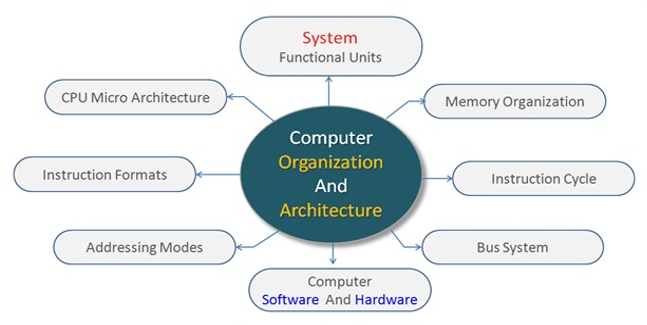 System
Functional Units
CPU Micro Architecture
Memory Organization
Computer
Organization
And
Architecture
Instruction Formats
Instruction Cycle
Addressing Modes
Bus System
Computer
Software And Hardware